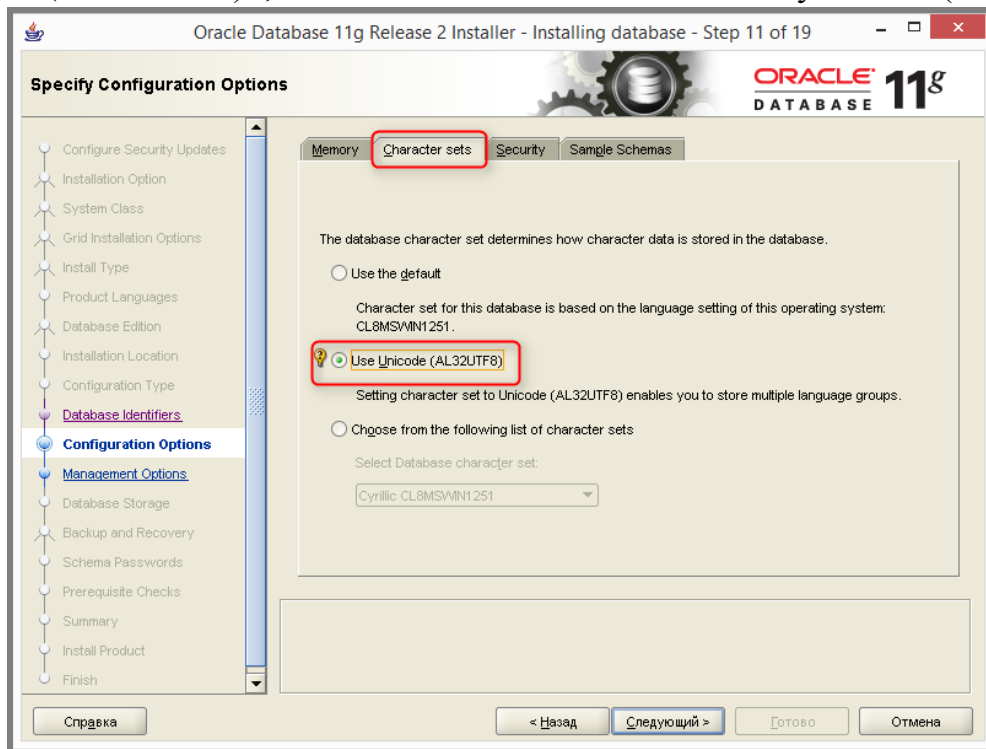 Oracle Database 11g Release 2 Installer - Installing database - Step 11 of 19
Specify Configuration Options
ORACLE
DATABASE 11g
Configure Security Updates
Installation Option
System Class
Grid Installation Options
Install Type
Product Languages
Database Edition
Installation Location
Configuration Type
Database Identifiers
Configuration Options
Management Options
Database Storage
Backup and Recovery
Schema Passwords
Prerequisite Checks
Summary
Install Product
Finish
Memory Character sets Security Sample Schemas
The database character set determines how character data is stored in the database.
Use the default
Character set for this database is based on the language setting of this operating system:
CL8MSWIN1251.
Use Unicode (AL32UTF8)
Setting character set to Unicode (AL32UTF8) enables you to store multiple language groups.
Choose from the following list of character sets
Select Database character set:
Cyrillic CL8MSWIN1251
Справка < Назад Следующий > Готово Отмена